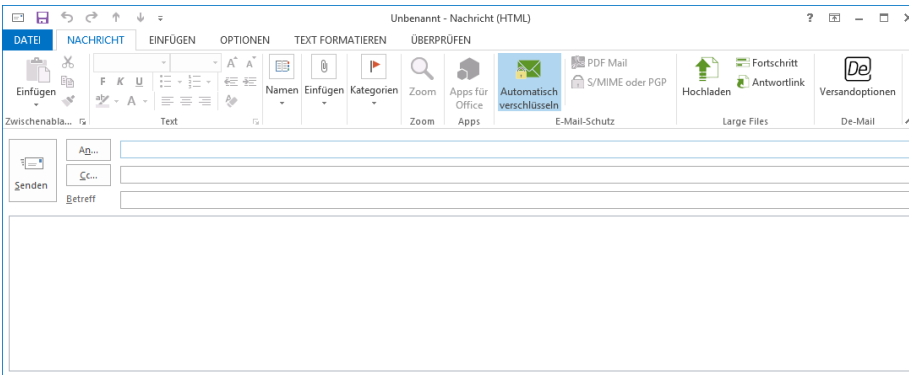 Unbenannt - Nachricht (HTML)
?
DATEI NACHRICHT EINFÜGEN OPTIONEN TEXT FORMATIEREN ÜBERPRÜFEN
Einfügen
F K U
ab A
A A
Namen Einfügen Kategorien
Zoom
Apps für
Office
Automatisch
verschlüsseln
PDF Mail
S/MIME oder PGP
Hochladen
Fortschritt
Antwortlink
De
Versandoptionen
Zwischenabla... Text Zoom Apps E-Mail-Schutz Large Files De-Mail
Senden
An...
Cc...
Betreff